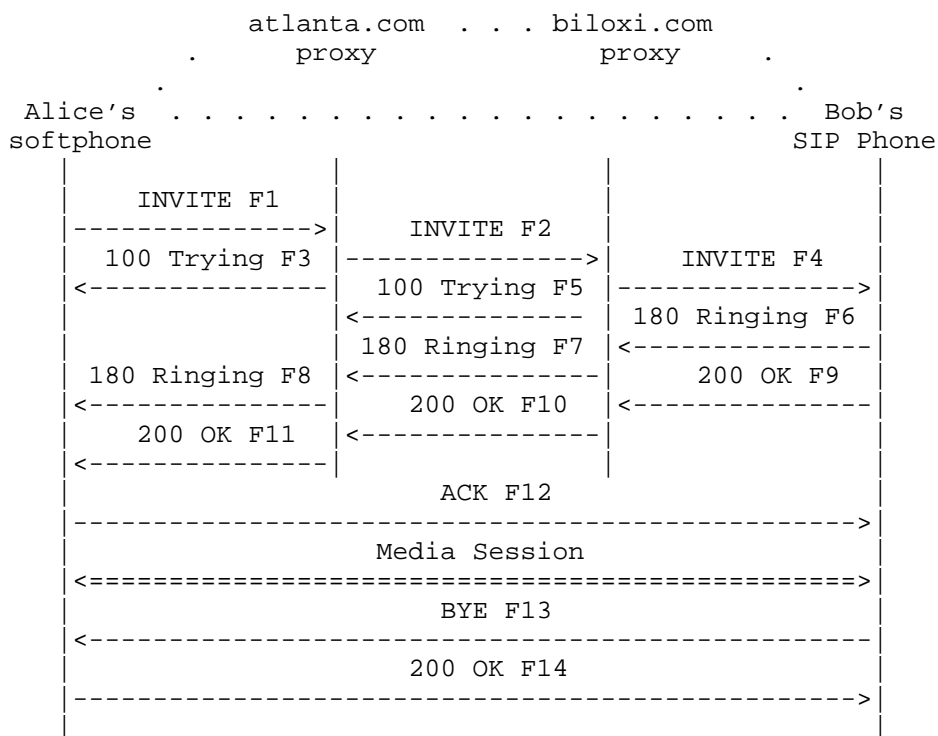 atlanta.com . . . biloxi.com
. proxy proxy .
. .
Alice’s . . . . . . . . . . . . . . . . . . . . Bob’s
softphone SIP Phone
| | | |
| INVITE F1 | | |
|--------------->| INVITE F2 | |
| 100 Trying F3 |--------------->| INVITE F4 |
|<---------------| 100 Trying F5 |--------------->|
| |<-------------- | 180 Ringing F6 |
| | 180 Ringing F7 |<---------------|
| 180 Ringing F8 |<---------------| 200 OK F9 |
|<---------------| 200 OK F10 |<---------------|
| 200 OK F11 |<---------------| |
|<---------------| | |
| ACK F12 |
|------------------------------------------------->|
| Media Session |
|<================================================>|
| BYE F13 |
|<-------------------------------------------------|
| 200 OK F14 |
|------------------------------------------------->|
| |